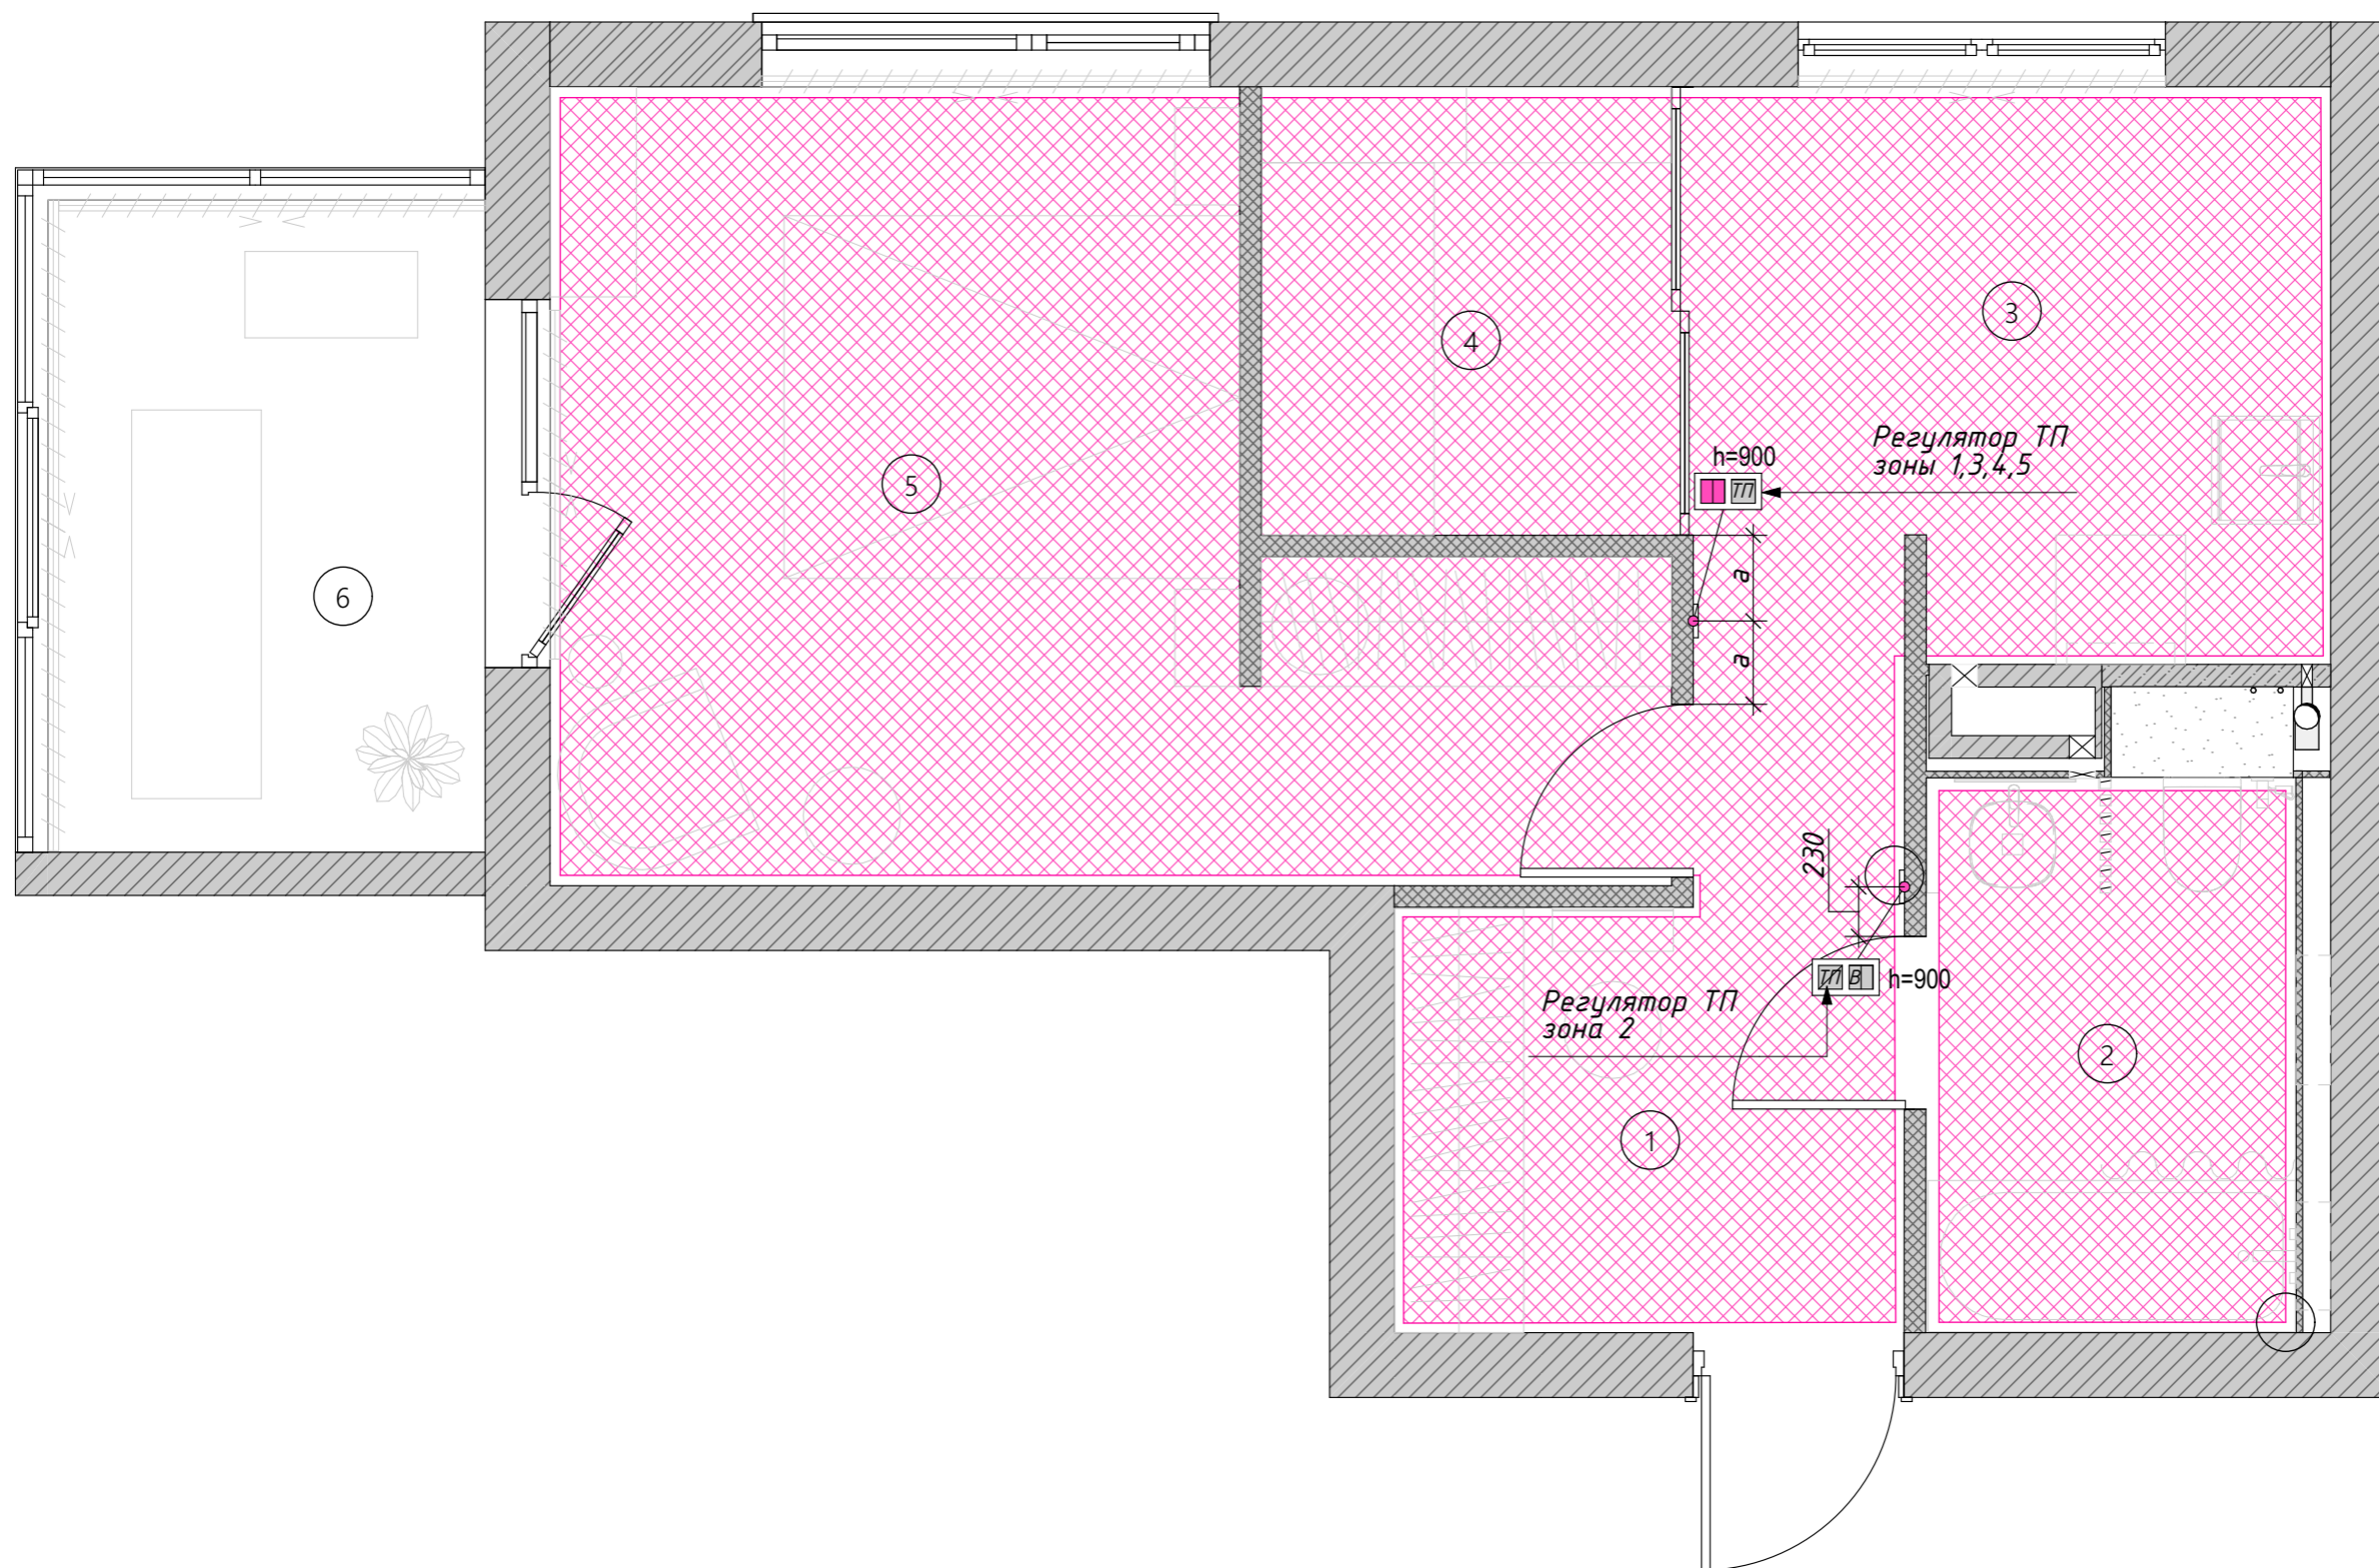 3
4
Регулятор ТП
зоны 1,3,4,5
h=900
ТП
5
а
6
а
230
ТП В h=900
Регулятор ТП
зона 2
2
1